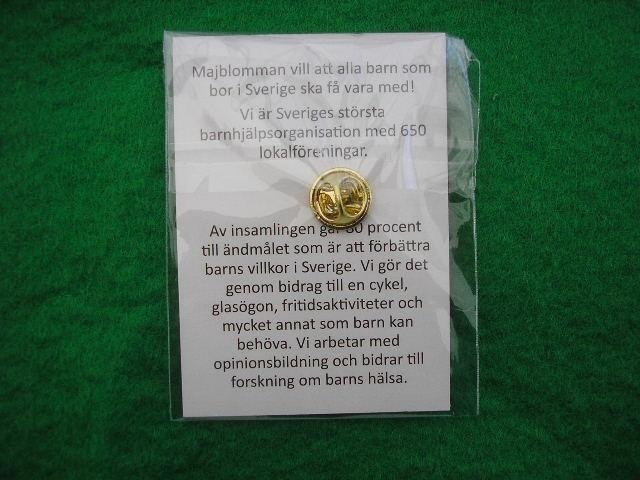 Majblomman vill att alla barn som
bor i Sverige ska få vara med!
Vi är Sveriges största
barnhjälpsorganisation med 650
lokalföreningar.
Av insamlingen går 80 procent
till ändmålet som är att förbättra
barns villkor i Sverige. Vi gör det
genom bidrag till en cykel,
glasögon, fritidsaktiviteter och
mycket annat som barn kan
behöva. Vi arbetar med
opinionsbildning och bidrar till
forskning om barns hälsa.